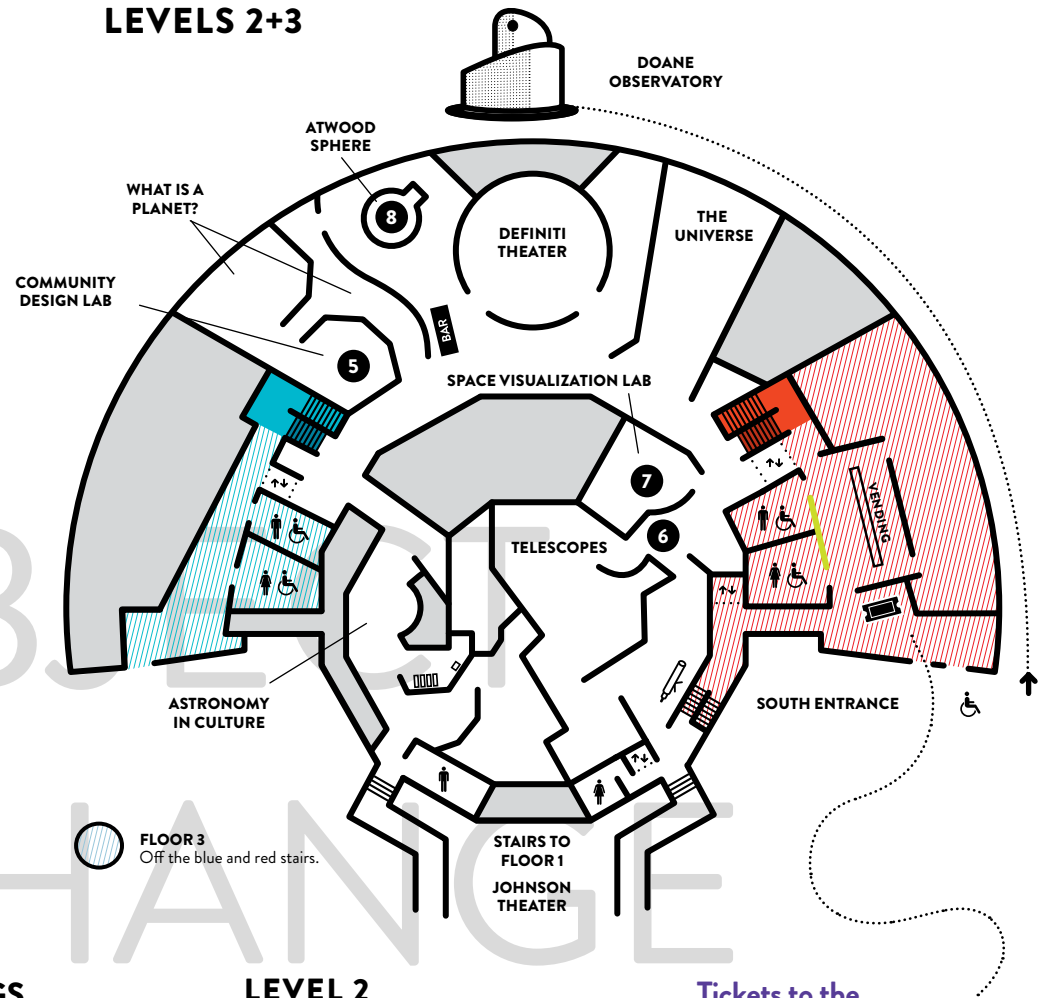 LEVELS 2+3
DOANE
OBSERVATORY
ATWOOD
SPHERE
WHAT IS A
PLANET?
8
THE
UNIVERSE
DEFINITI
THEATER
COMMUNITY
DESIGN LAB
BAR
5
SPACE VISUALIZATION LAB
7
VENDING
6
TELESCOPES
BJECT
ASTRONOMY
IN CULTURE
SOUTH ENTRANCE
HANGE
FLOOR 3
Off the blue and red stairs.
STAIRS TO
FLOOR 1
JOHNSON
THEATER
GS
LEVEL 2
Tickets to the